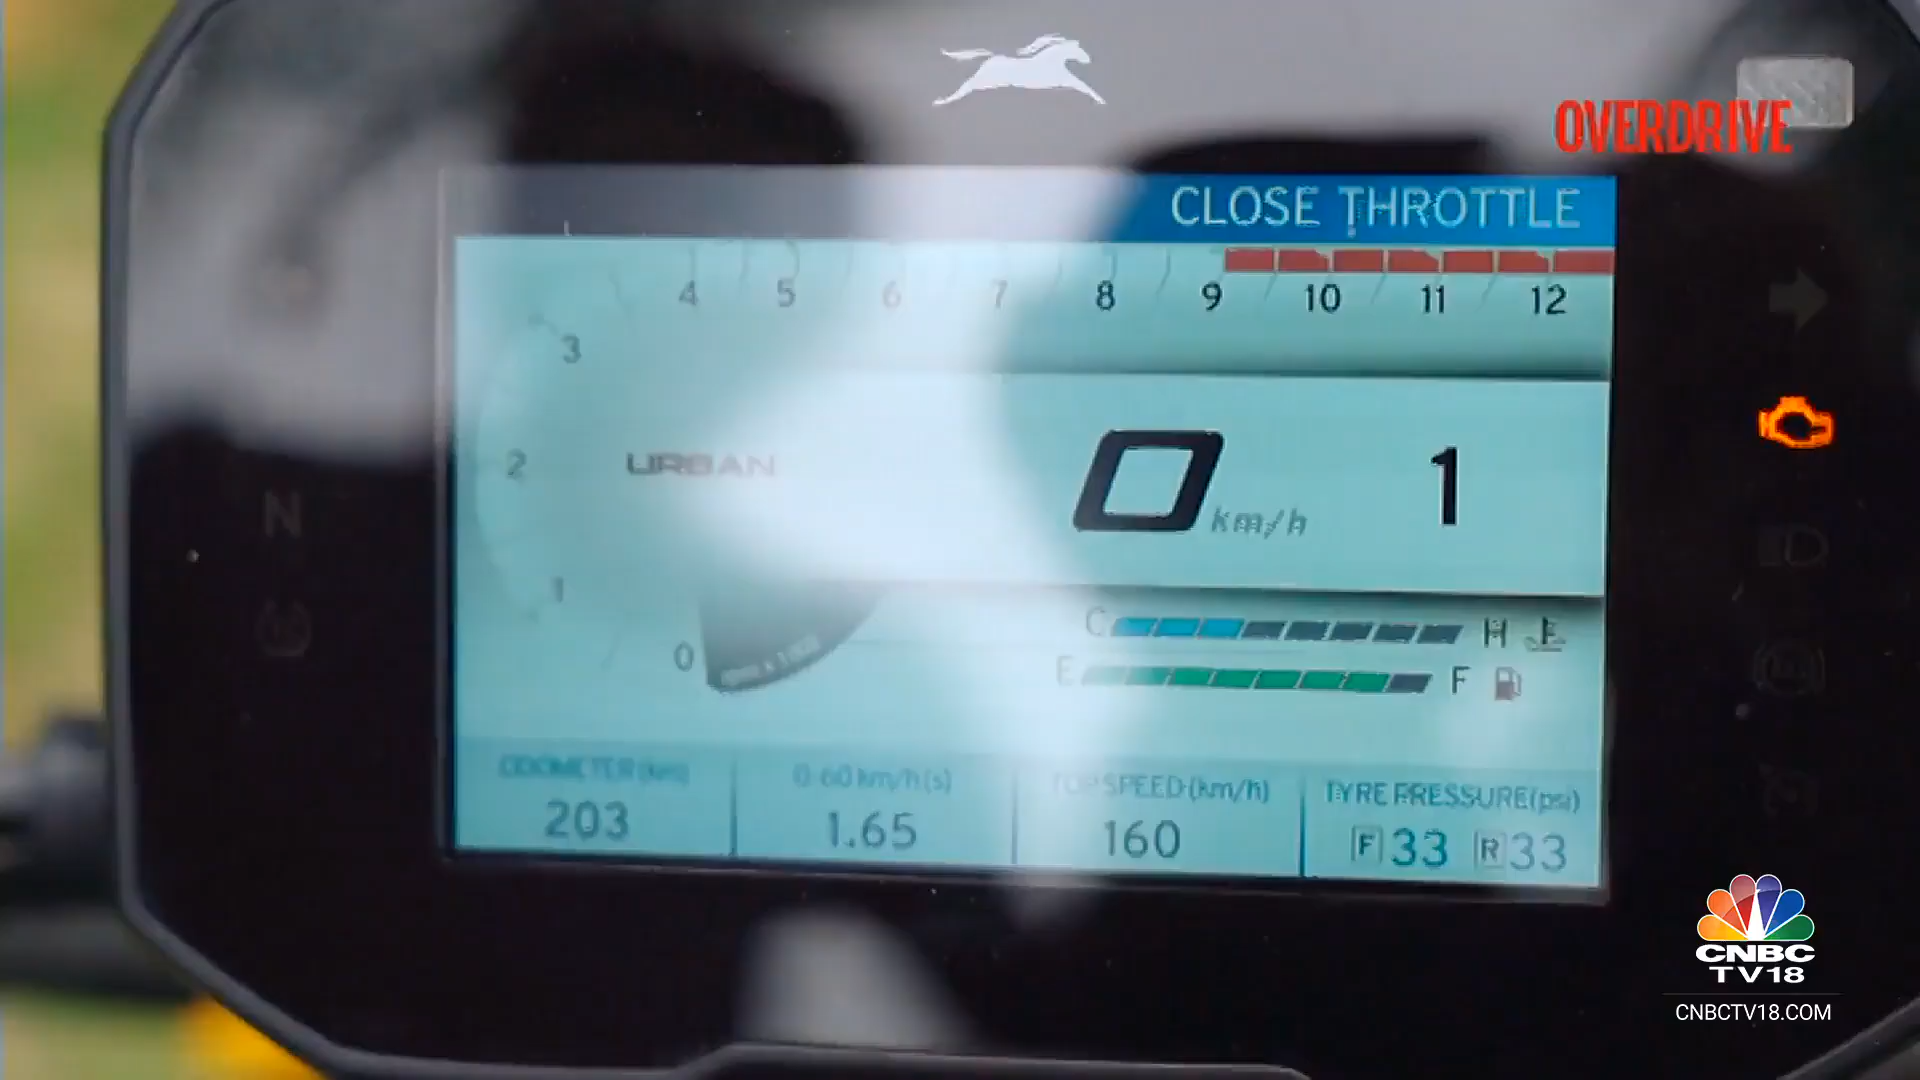 OVERDRIVE
CLOSE THROTTLE
4 5 6 7 8 9 10 11 12
3
2
1
0
URBAN
0 km/h 1
N
C H
E F
rpm x 1000
ODOMETER (km)
203
0-60 km/h (s)
1.65
TOP SPEED (km/h)
160
TYRE PRESSURE (psi)
F 33 R 33
CNBC
TV18
CNBCTV18.COM